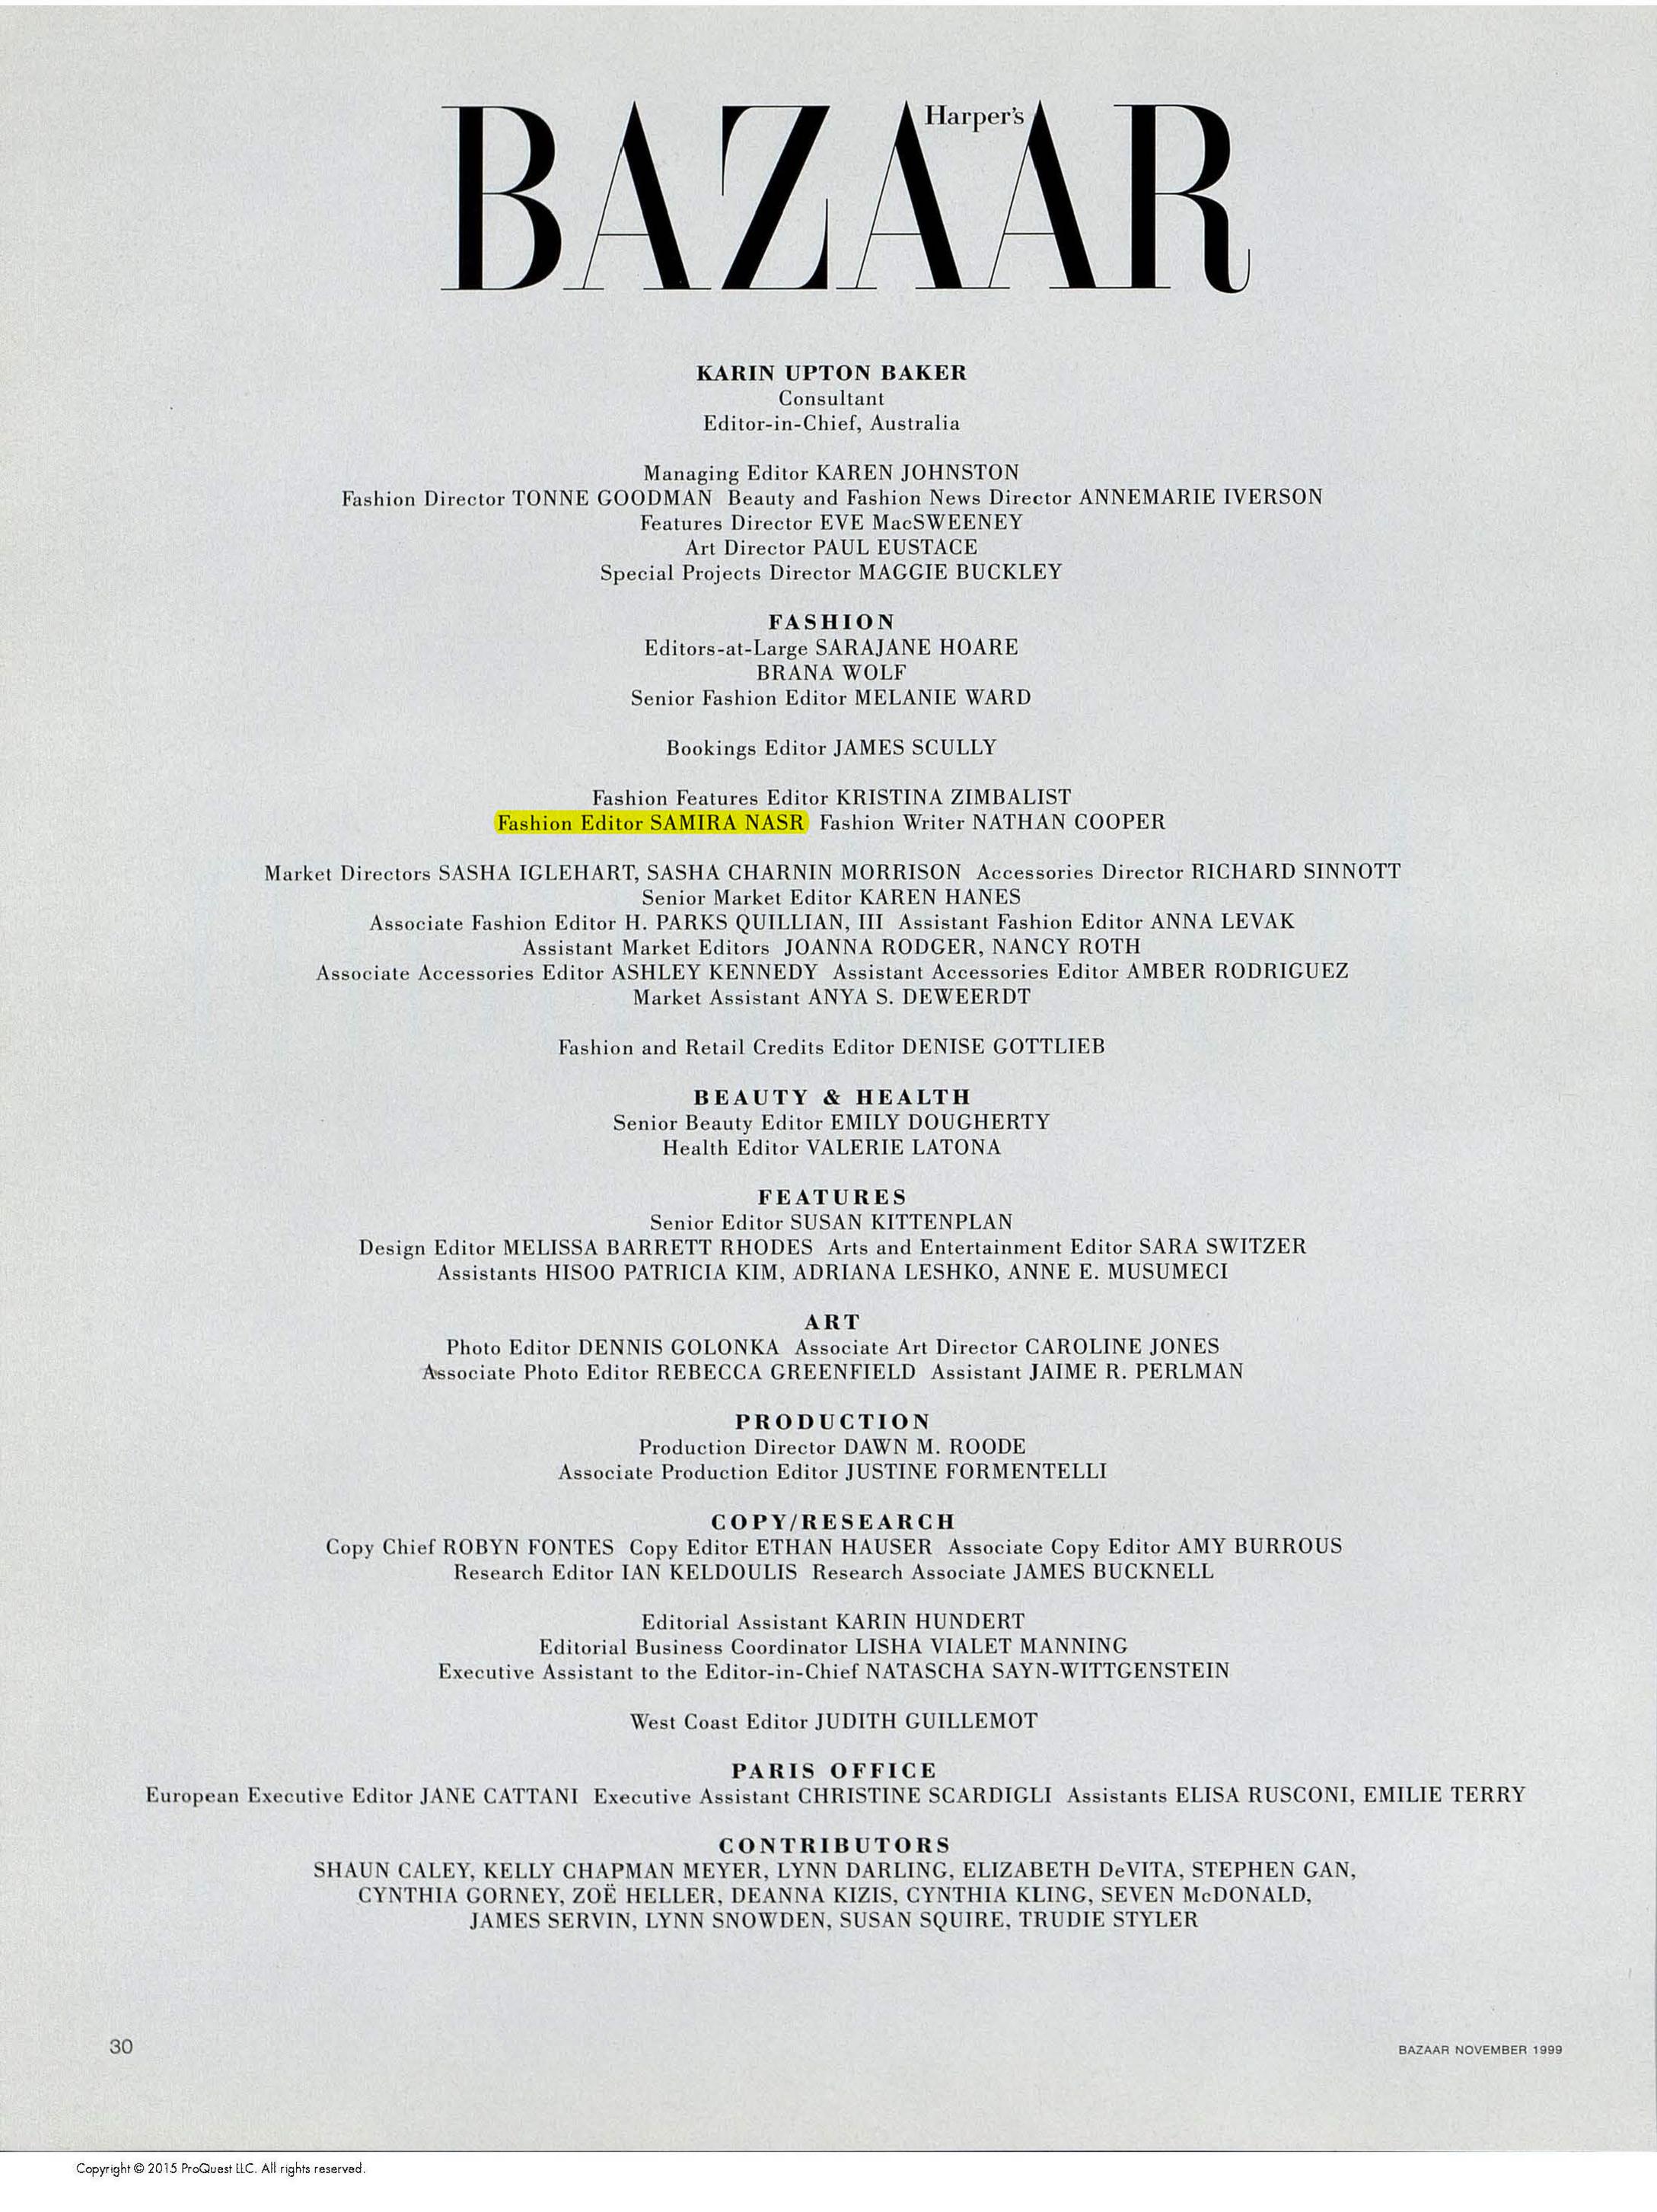 Harper's
BAZAAR
KARIN UPTON BAKER
Consultant
Editor-in-Chief, Australia
Managing Editor KAREN JOHNSTON
Fashion Director TONNE GOODMAN Beauty and Fashion News Director ANNEMARIE IVERSON
Features Director EVE MacSWEENEY
Art Director PAUL EUSTACE
Special Projects Director MAGGIE BUCKLEY
FASHION
Editors-at-Large SARAJANE HOARE
BRANA WOLF
Senior Fashion Editor MELANIE WARD
Bookings Editor JAMES SCULLY
Fashion Features Editor KRISTINA ZIMBALIST
Fashion Editor SAMIRA NASR Fashion Writer NATHAN COOPER
Market Directors SASHA IGLEHART, SASHA CHARNIN MORRISON Accessories Director RICHARD SINNOTT
Senior Market Editor KAREN HANES
Associate Fashion Editor H. PARKS QUILLIAN, III Assistant Fashion Editor ANNA LEVAK
Assistant Market Editors JOANNA RODGER, NANCY ROTH
Associate Accessories Editor ASHLEY KENNEDY Assistant Accessories Editor AMBER RODRIGUEZ
Market Assistant ANYA S. DEWEERDT
Fashion and Retail Credits Editor DENISE GOTTLIEB
BEAUTY & HEALTH
Senior Beauty Editor EMILY DOUGHERTY
Health Editor VALERIE LATONA
FEATURES
Senior Editor SUSAN KITTENPLAN
Design Editor MELISSA BARRETT RHODES Arts and Entertainment Editor SARA SWITZER
Assistants HISOO PATRICIA KIM, ADRIANA LESHKO, ANNE E. MUSUMECI
ART
Photo Editor DENNIS GOLONKA Associate Art Director CAROLINE JONES
Associate Photo Editor REBECCA GREENFIELD Assistant JAIME R. PERLMAN
PRODUCTION
Production Director DAWN M. ROODE
Associate Production Editor JUSTINE FORMENTELLI
COPY/RESEARCH
Copy Chief ROBYN FONTES Copy Editor ETHAN HAUSER Associate Copy Editor AMY BURROUS
Research Editor IAN KELDOULIS Research Associate JAMES BUCKNELL
Editorial Assistant KARIN HUNDERT
Editorial Business Coordinator LISHA VIALET MANNING
Executive Assistant to the Editor-in-Chief NATASCHA SAYN-WITTGENSTEIN
West Coast Editor JUDITH GUILLEMOT
PARIS OFFICE
European Executive Editor JANE CATTANI Executive Assistant CHRISTINE SCARDIGLI Assistants ELISA RUSCONI, EMILIE TERRY
CONTRIBUTORS
SHAUN CALEY, KELLY CHAPMAN MEYER, LYNN DARLING, ELIZABETH DeVITA, STEPHEN GAN,
CYNTHIA GORNEY, ZOË HELLER, DEANNA KIZIS, CYNTHIA KLING, SEVEN McDONALD,
JAMES SERVIN, LYNN SNOWDEN, SUSAN SQUIRE, TRUDIE STYLER
30
BAZAAR NOVEMBER 1999
Copyright © 2015 ProQuest LLC. All rights reserved.